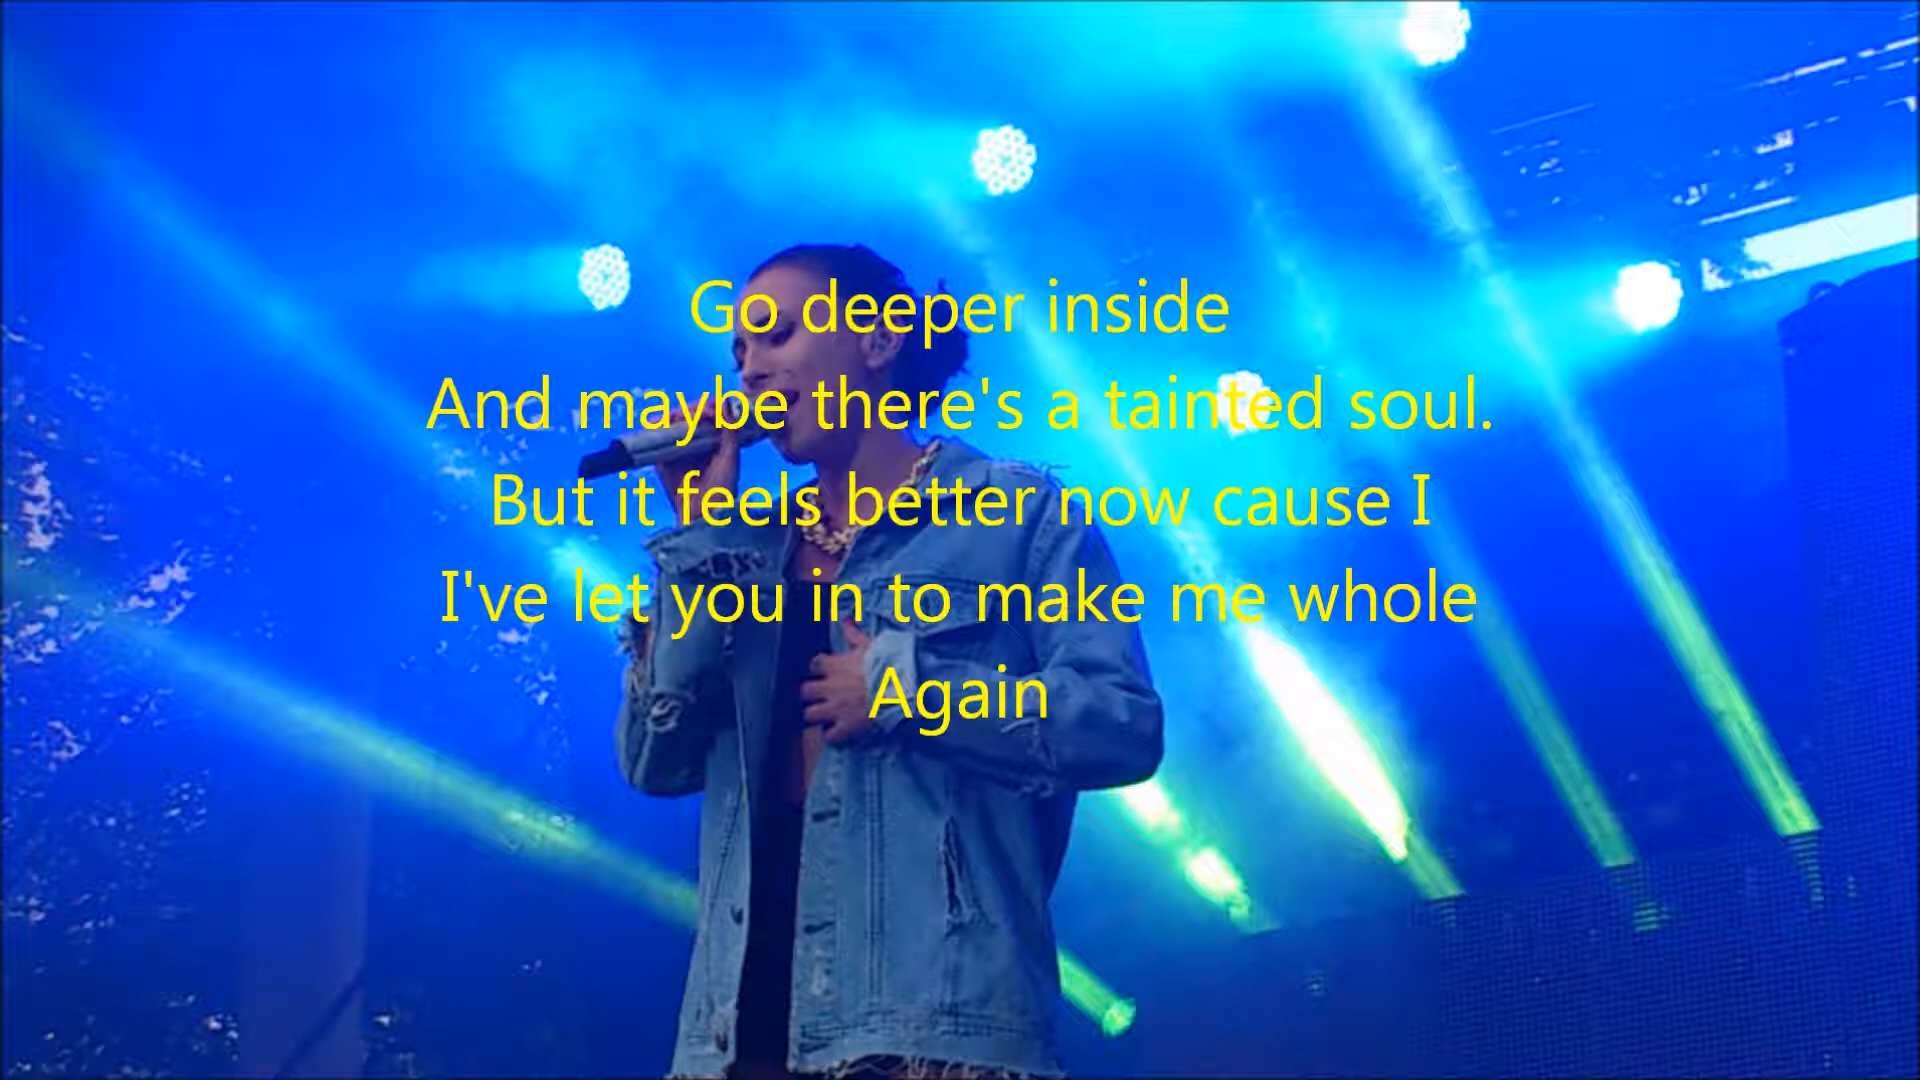 Go deeper inside
And maybe there's a tainted soul.
But it feels better now cause I
I've let you in to make me whole
Again